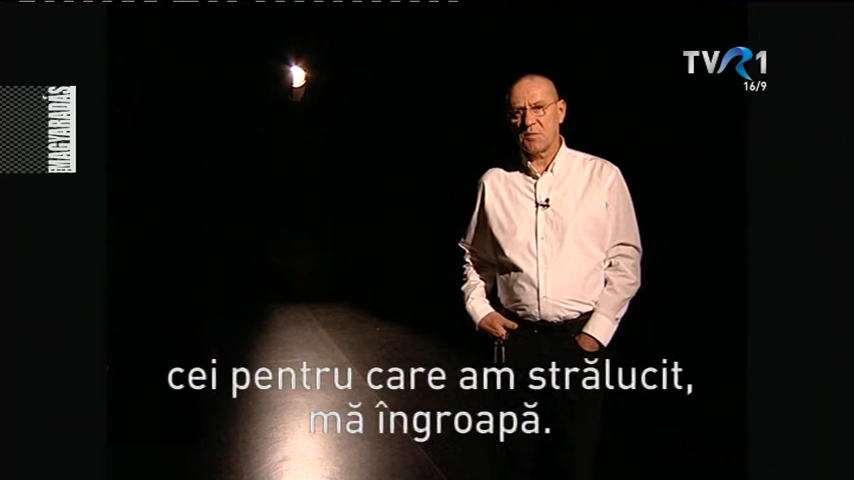 TVR1
16/9
MAGYARADÁS
cei pentru care am strălucit,
mă îngroapă.